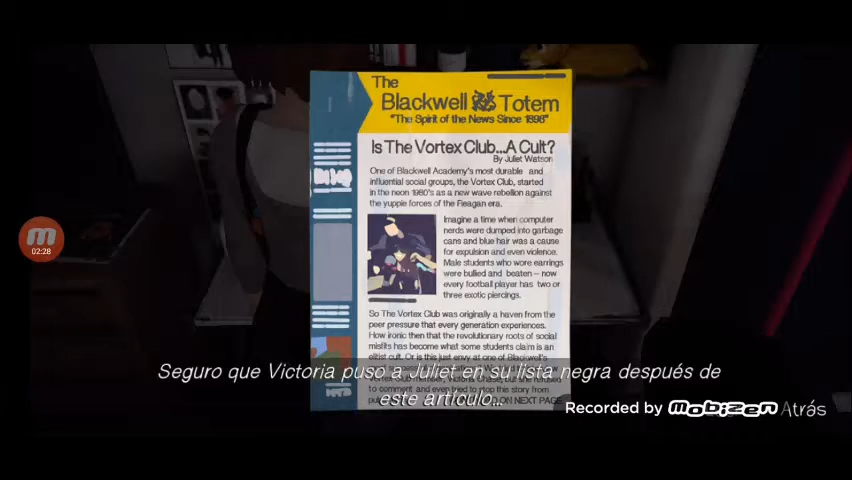 The
Blackwell Totem
"The Spirit of the News Since 1898"
Is The Vortex Club...A Cult?
By Juliet Watson
One of Blackwell Academy's most durable and
influential social groups, the Vortex Club, started
in the neon 1980's as a new wave rebellion against
the yuppie forces of the Reagan era.
Imagine a time when computer
nerds were dumped into garbage
cans and blue hair was a cause
for expulsion and even violence.
Male students who wore earrings
were bullied and beaten – now
every football player has two or
three exotic piercings.
So The Vortex Club was originally a haven from the
peer pressure that every generation experiences.
How ironic then that the revolutionary roots of social
misfits has become what some students claim is an
elitist cult. Or is this just envy at one of Blackwell's
Vortex Club member, Victoria Chase, but she refused
to comment and even tried to stop this story from
ON NEXT PAGE
Seguro que Victoria puso a Juliet en su lista negra después de
este artículo...
02:28
Recorded by mobizen
Atrás